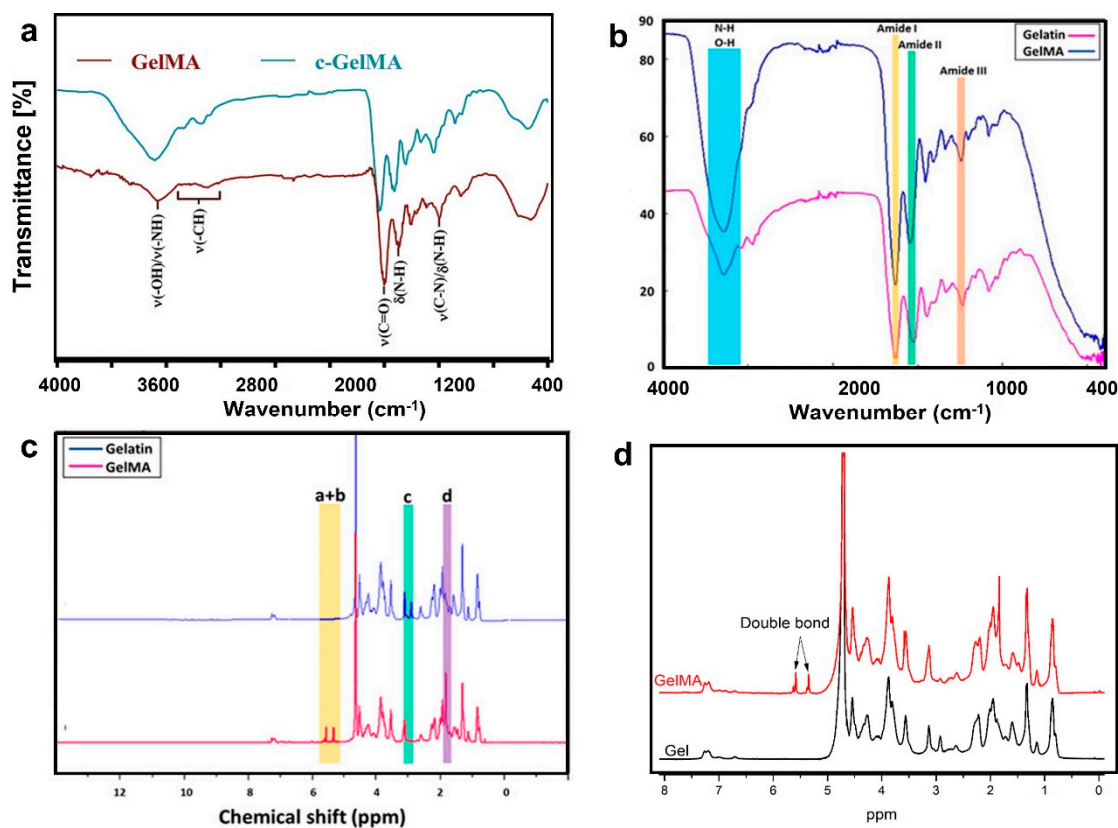 a
GelMA
c-GelMA
Transmittance [%]
ν(-OH)/ν(-NH)
ν(-CH)
ν(C=O)
δ(N-H)
ν(C-N)/δ(N-H)
4000 3600 2800 2000 1200 400
Wavenumber (cm⁻¹)
b
N-H
O-H
Amide I
Amide II
Amide III
Gelatin
GelMA
90
80
60
40
20
0
4000 2000 1000 400
Wavenumber (cm⁻¹)
c
Gelatin
GelMA
a+b
c
d
12 10 8 6 4 2 0
Chemical shift (ppm)
d
Double bond
GelMA
Gel
8 7 6 5 4 3 2 1 0
ppm